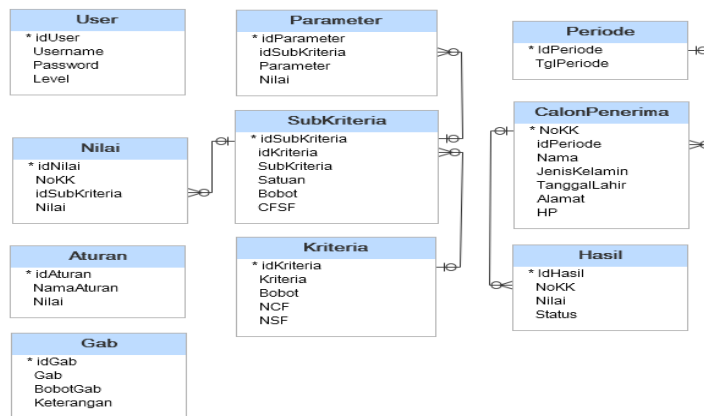 User
* idUser
Username
Password
Level
Nilai
* idNilai
NoKK
idSubKriteria
Nilai
Aturan
* idAturan
NamaAturan
Nilai
Gab
* idGab
Gab
BobotGab
Keterangan
Parameter
* idParameter
idSubKriteria
Parameter
Nilai
SubKriteria
* idSubKriteria
idKriteria
SubKriteria
Satuan
Bobot
CFSF
Kriteria
* idKriteria
Kriteria
Bobot
NCF
NSF
Periode
* IdPeriode
TglPeriode
CalonPenerima
* NoKK
idPeriode
Nama
JenisKelamin
TanggalLahir
Alamat
HP
Hasil
* IdHasil
NoKK
Nilai
Status